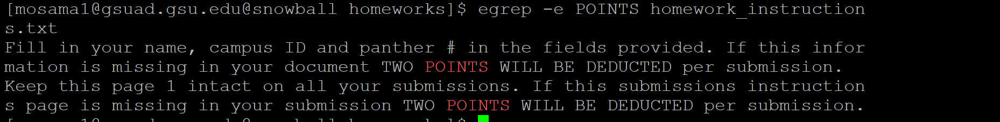 [mosama1@gsuad.gsu.edu@snowball homeworks]$ egrep -e POINTS homework_instruction
s.txt
Fill in your name, campus ID and panther # in the fields provided. If this infor
mation is missing in your document TWO POINTS WILL BE DEDUCTED per submission.
Keep this page 1 intact on all your submissions. If this submissions instruction
s page is missing in your submission TWO POINTS WILL BE DEDUCTED per submission.